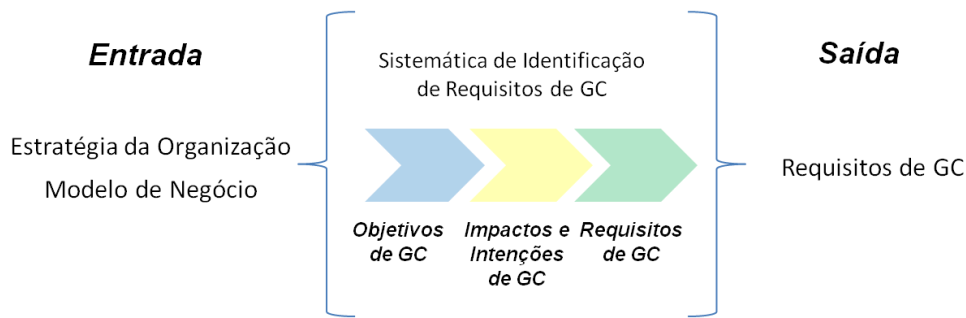 Entrada
Estratégia da Organização
Modelo de Negócio
Sistemática de Identificação
de Requisitos de GC
Objetivos
de GC
Impactos e
Intenções
de GC
Requisitos
de GC
Saída
Requisitos de GC